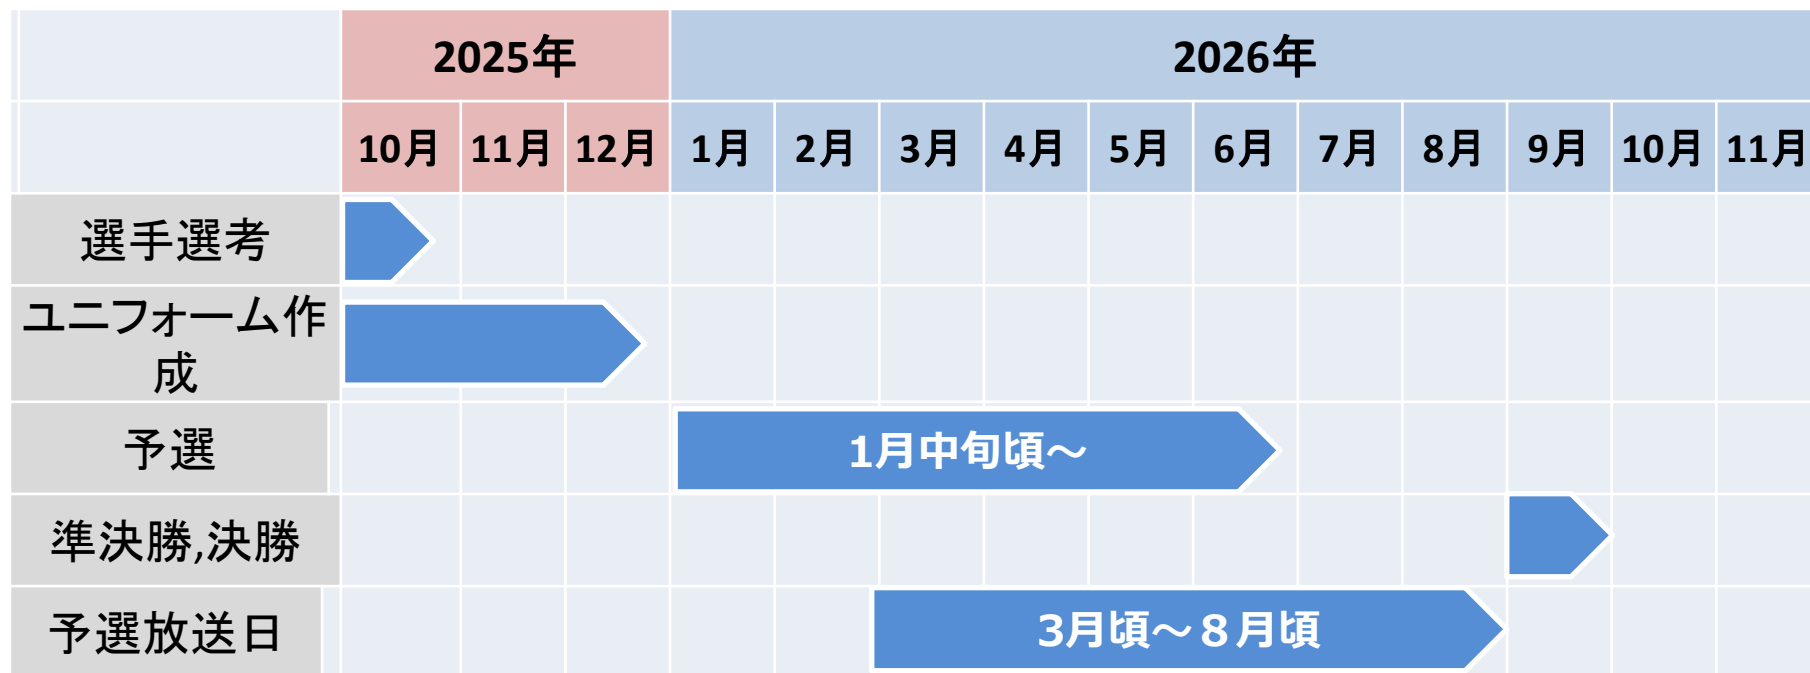 2025年 2026年
10月 11月 12月 1月 2月 3月 4月 5月 6月 7月 8月 9月 10月 11月
選手選考
ユニフォーム作
成
予選 1月中旬頃～
準決勝,決勝
予選放送日 3月頃～８月頃